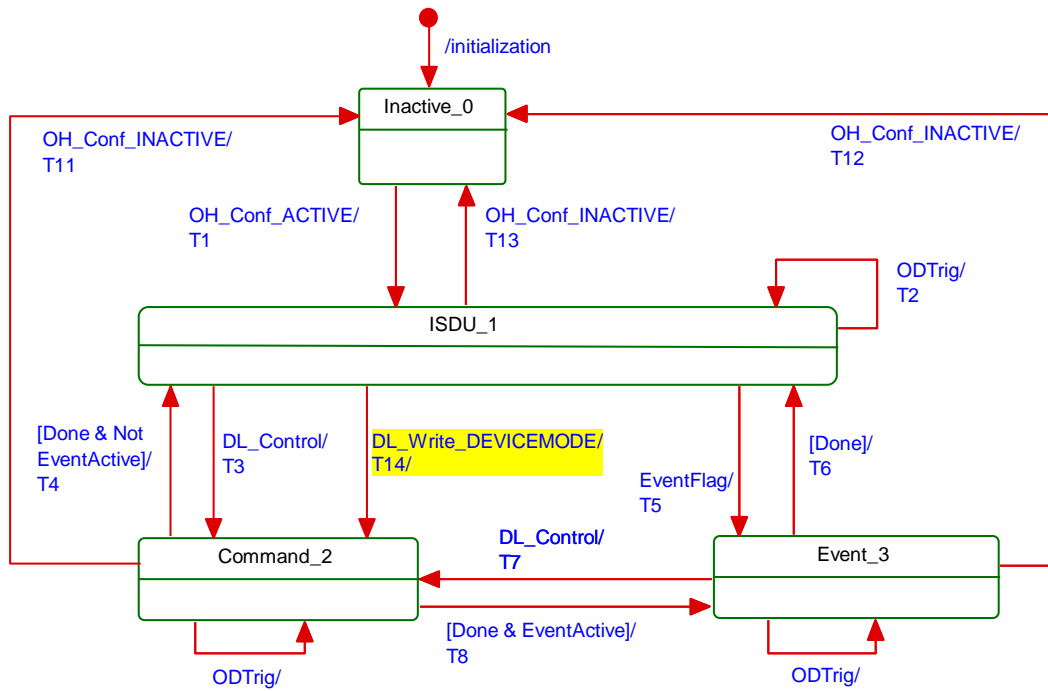 /initialization
Inactive_0
OH_Conf_INACTIVE/
T11
OH_Conf_INACTIVE/
T12
OH_Conf_ACTIVE/
T1
OH_Conf_INACTIVE/
T13
ODTrig/
T2
ISDU_1
[Done & Not
EventActive]/
T4
DL_Control/
T3
DL_Write_DEVICEMODE/
T14/
EventFlag/
T5
[Done]/
T6
Command_2
DL_Control/
T7
Event_3
[Done & EventActive]/
T8
ODTrig/
ODTrig/